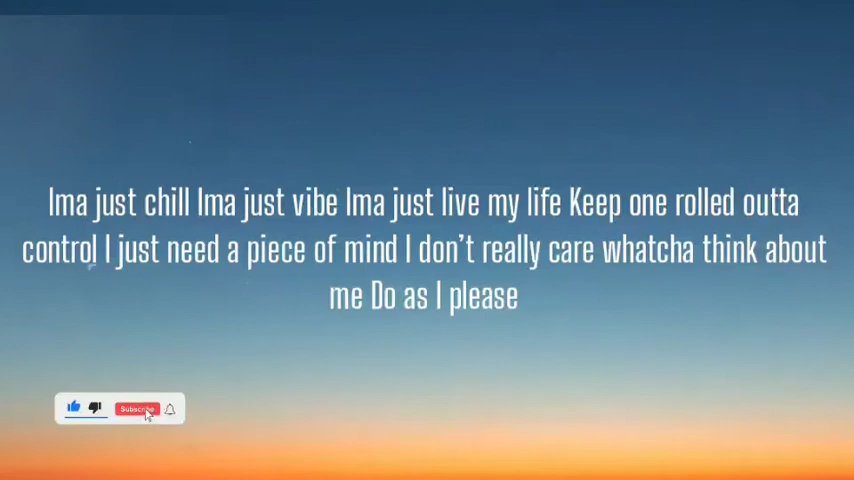 Ima just chill Ima just vibe Ima just live my life Keep one rolled outta
control I just need a piece of mind I don’t really care whatcha think about
me Do as I please
Subscribe